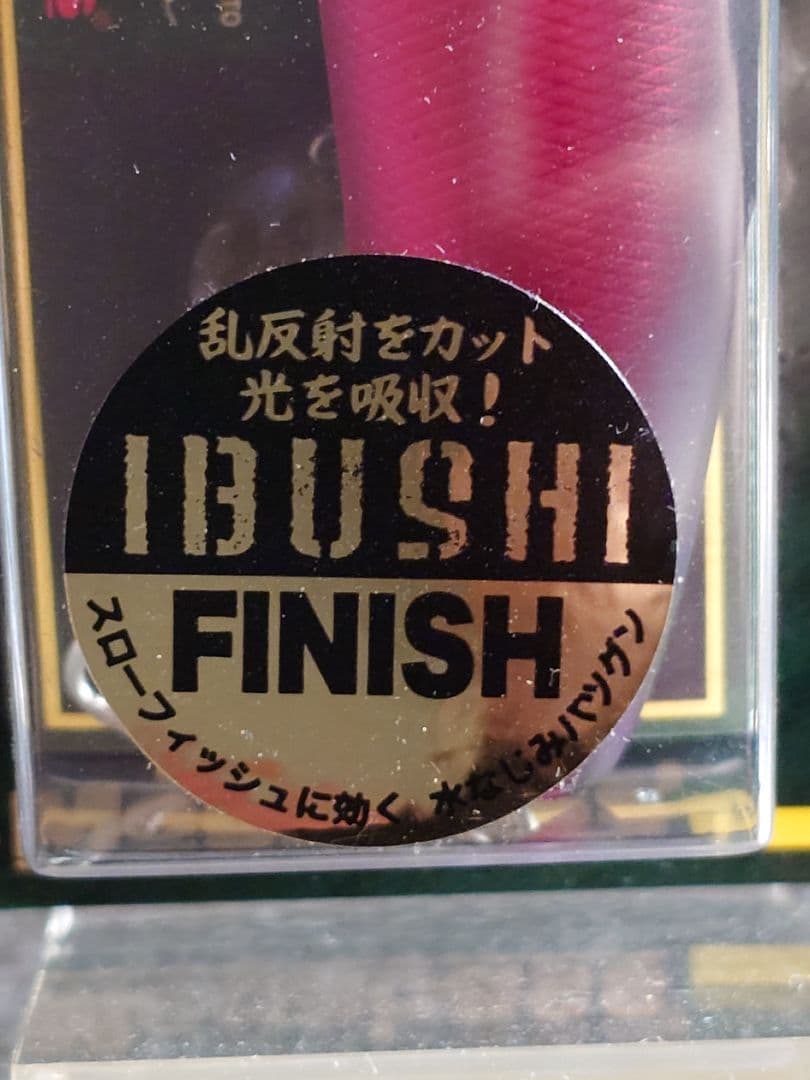 乱反射をカット
光を吸収!
IBUSHI
FINISH
スローフィッシュに効く 水なじみバツグン